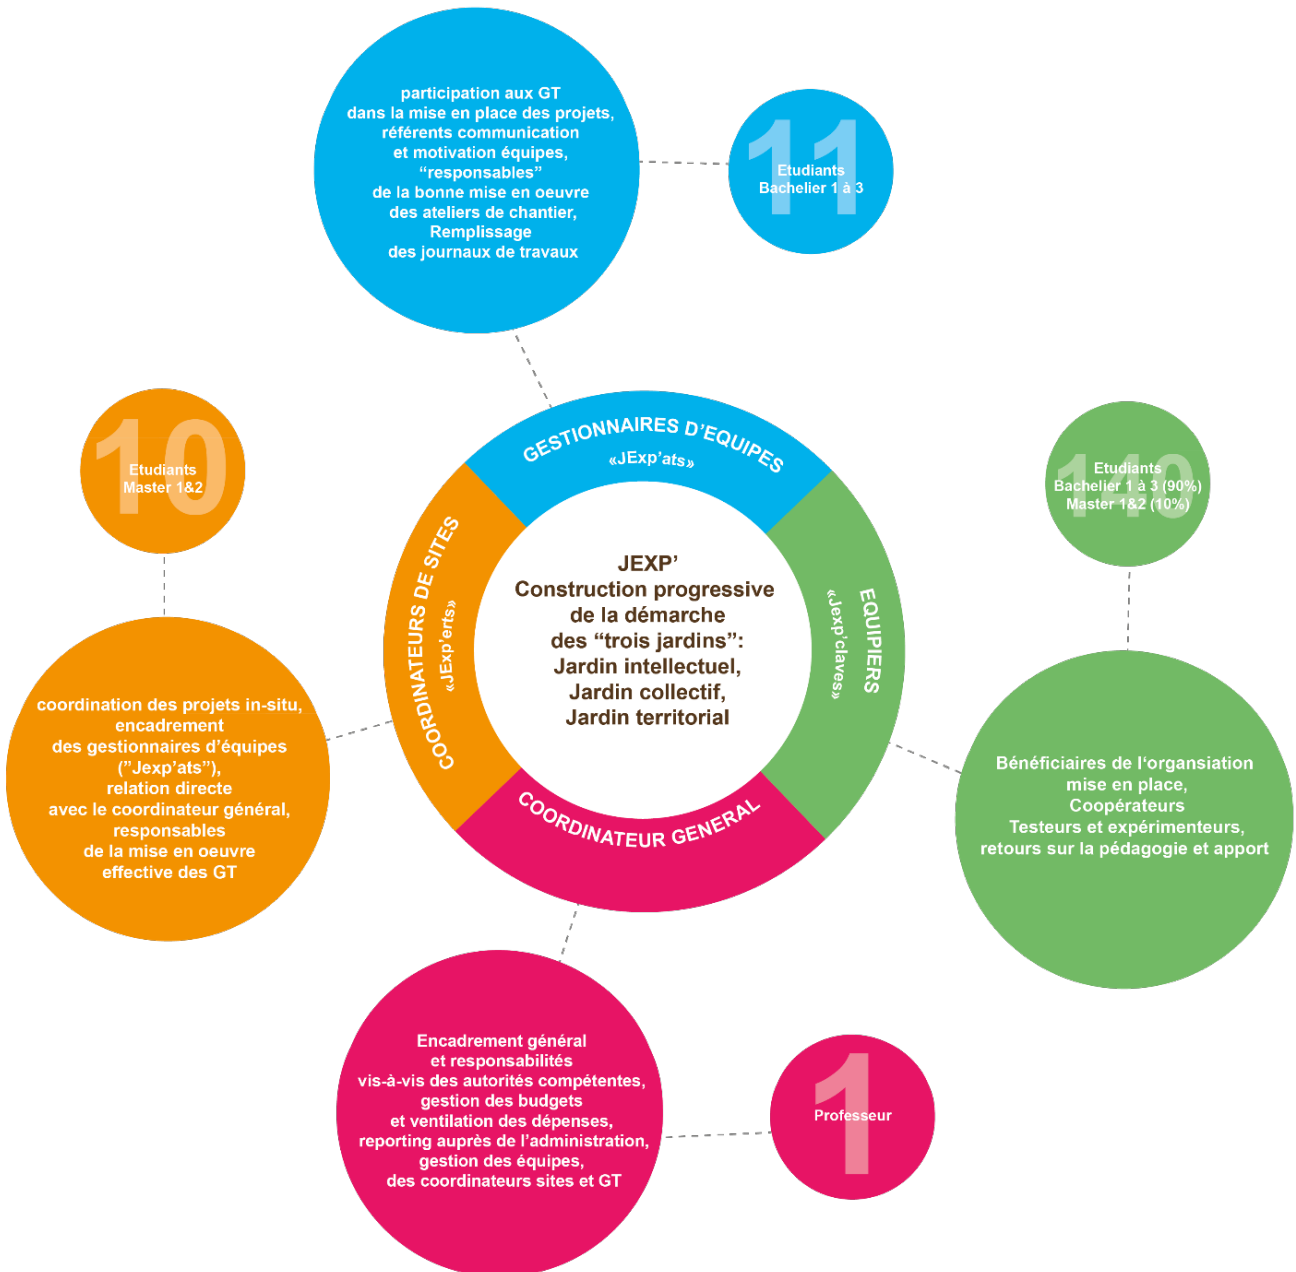 participation aux GT
dans la mise en place des projets,
référents communication
et motivation équipes,
“responsables”
de la bonne mise en oeuvre
des ateliers de chantier,
Remplissage
des journaux de travaux
11
Etudiants
Bachelier 1 à 3
GESTIONNAIRES D’EQUIPES
«JExp’ats»
10
Etudiants
Master 1&2
140
Etudiants
Bachelier 1 à 3 (90%)
Master 1&2 (10%)
COORDINATEURS DE SITES
«JExp’erts»
JEXP’
Construction progressive
de la démarche
des “trois jardins”:
Jardin intellectuel,
Jardin collectif,
Jardin territorial
EQUIPIERS
«Jexp’claves»
COORDINATEUR GENERAL
coordination des projets in-situ,
encadrement
des gestionnaires d’équipes
(”Jexp’ats”),
relation directe
avec le coordinateur général,
responsables
de la mise en oeuvre
effective des GT
Bénéficiaires de l‘organsiation
mise en place,
Coopérateurs
Testeurs et expérimenteurs,
retours sur la pédagogie et apport
Encadrement général
et responsabilités
vis-à-vis des autorités compétentes,
gestion des budgets
et ventilation des dépenses,
reporting auprès de l’administration,
gestion des équipes,
des coordinateurs sites et GT
1
Professeur